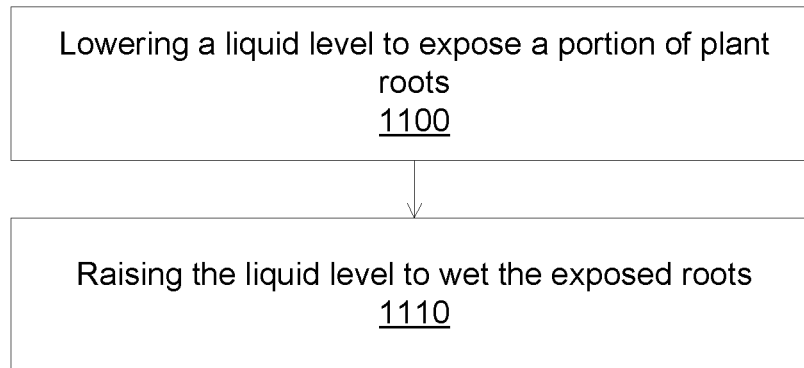 Lowering a liquid level to expose a portion of plant
roots
1100
Raising the liquid level to wet the exposed roots
1110